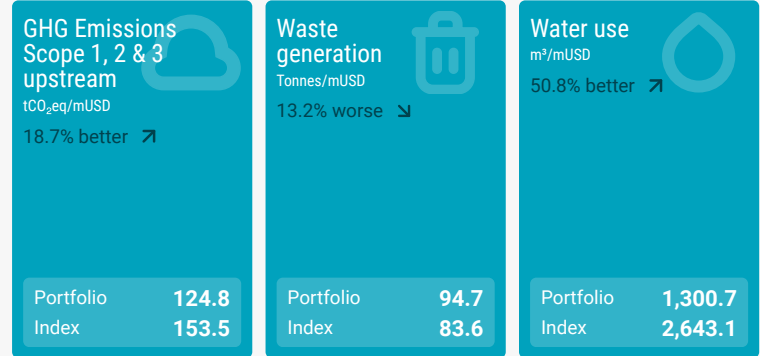 GHG Emissions
Scope 1, 2 & 3
upstream
tCO₂eq/mUSD
18.7% better
Portfolio 124.8
Index 153.5
Waste
generation
Tonnes/mUSD
13.2% worse
Portfolio 94.7
Index 83.6
Water use
m³/mUSD
50.8% better
Portfolio 1,300.7
Index 2,643.1